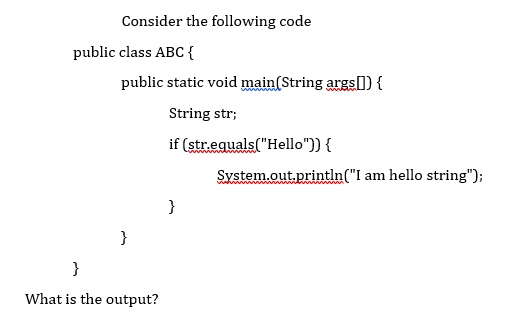 Consider the following code
public class ABC {
public static void main(String args[]) {
String str;
if (str.equals("Hello")) {
System.out.println("I am hello string");
}
}
}
What is the output?